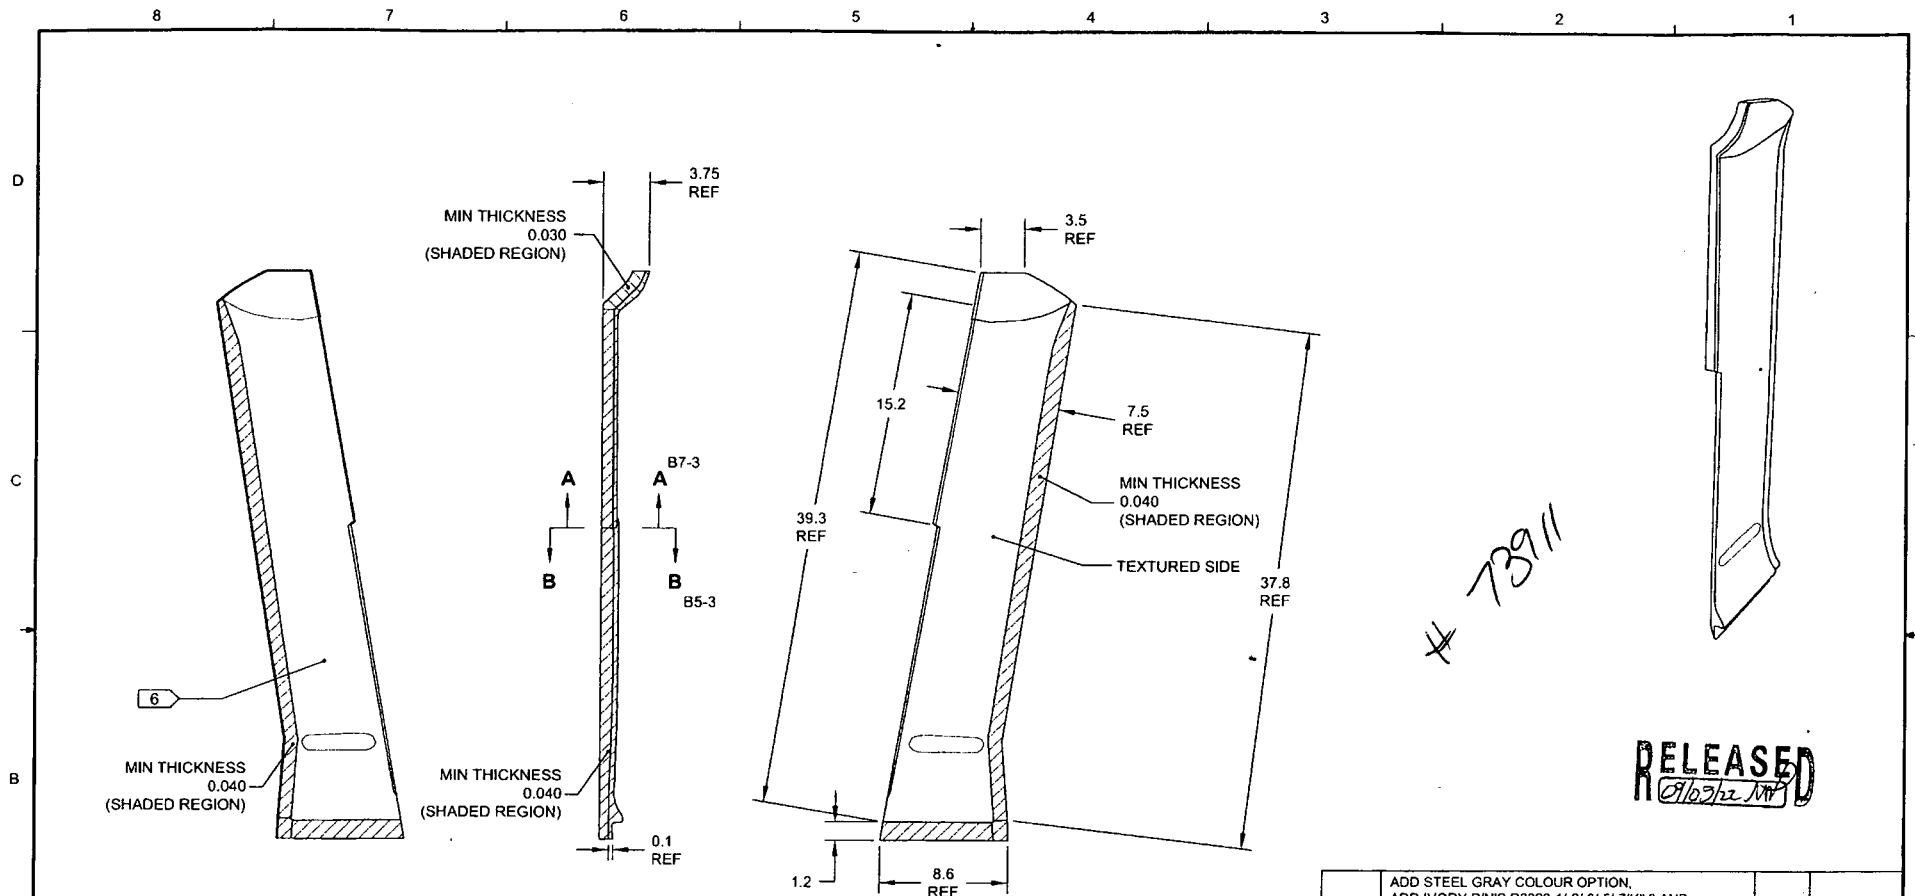 8 7 6 5 4 3 2 1
D
C
B
3.75
REF
MIN THICKNESS
0.030
(SHADED REGION)
3.5
REF
15.2
7.5
REF
B7-3
A A
MIN THICKNESS
0.040
(SHADED REGION)
39.3
REF
TEXTURED SIDE
B B
B5-3
37.8
REF
# 73911
6
MIN THICKNESS
0.040
(SHADED REGION)
MIN THICKNESS
0.040
(SHADED REGION)
RELEASED
09/09/22
0.1
REF
1.2
8.6
REF
ADD STEEL GRAY COLOUR OPTION,